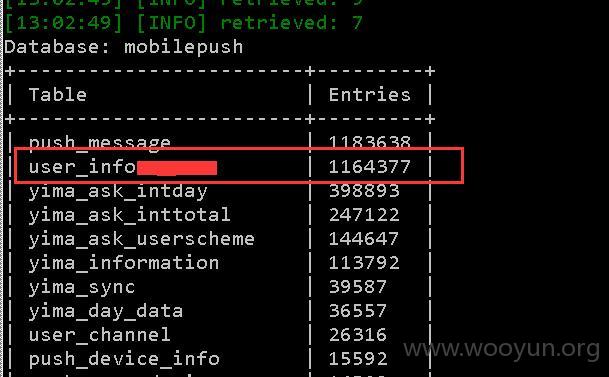 [13:02:49] [INFO] retrieved: 7
Database: mobilepush
+------------------------+---------+
| Table | Entries |
+------------------------+---------+
| push_message | 1183638 |
| user_info | 1164377 |
| yima_ask_intday | 398893 |
| yima_ask_inttotal | 247122 |
| yima_ask_userscheme | 144647 |
| yima_information | 113792 |
| yima_sync | 39587 |
| yima_day_data | 36557 |
| user_channel | 26316 |
| push_device_info | 15592 |
www.wooyun.org